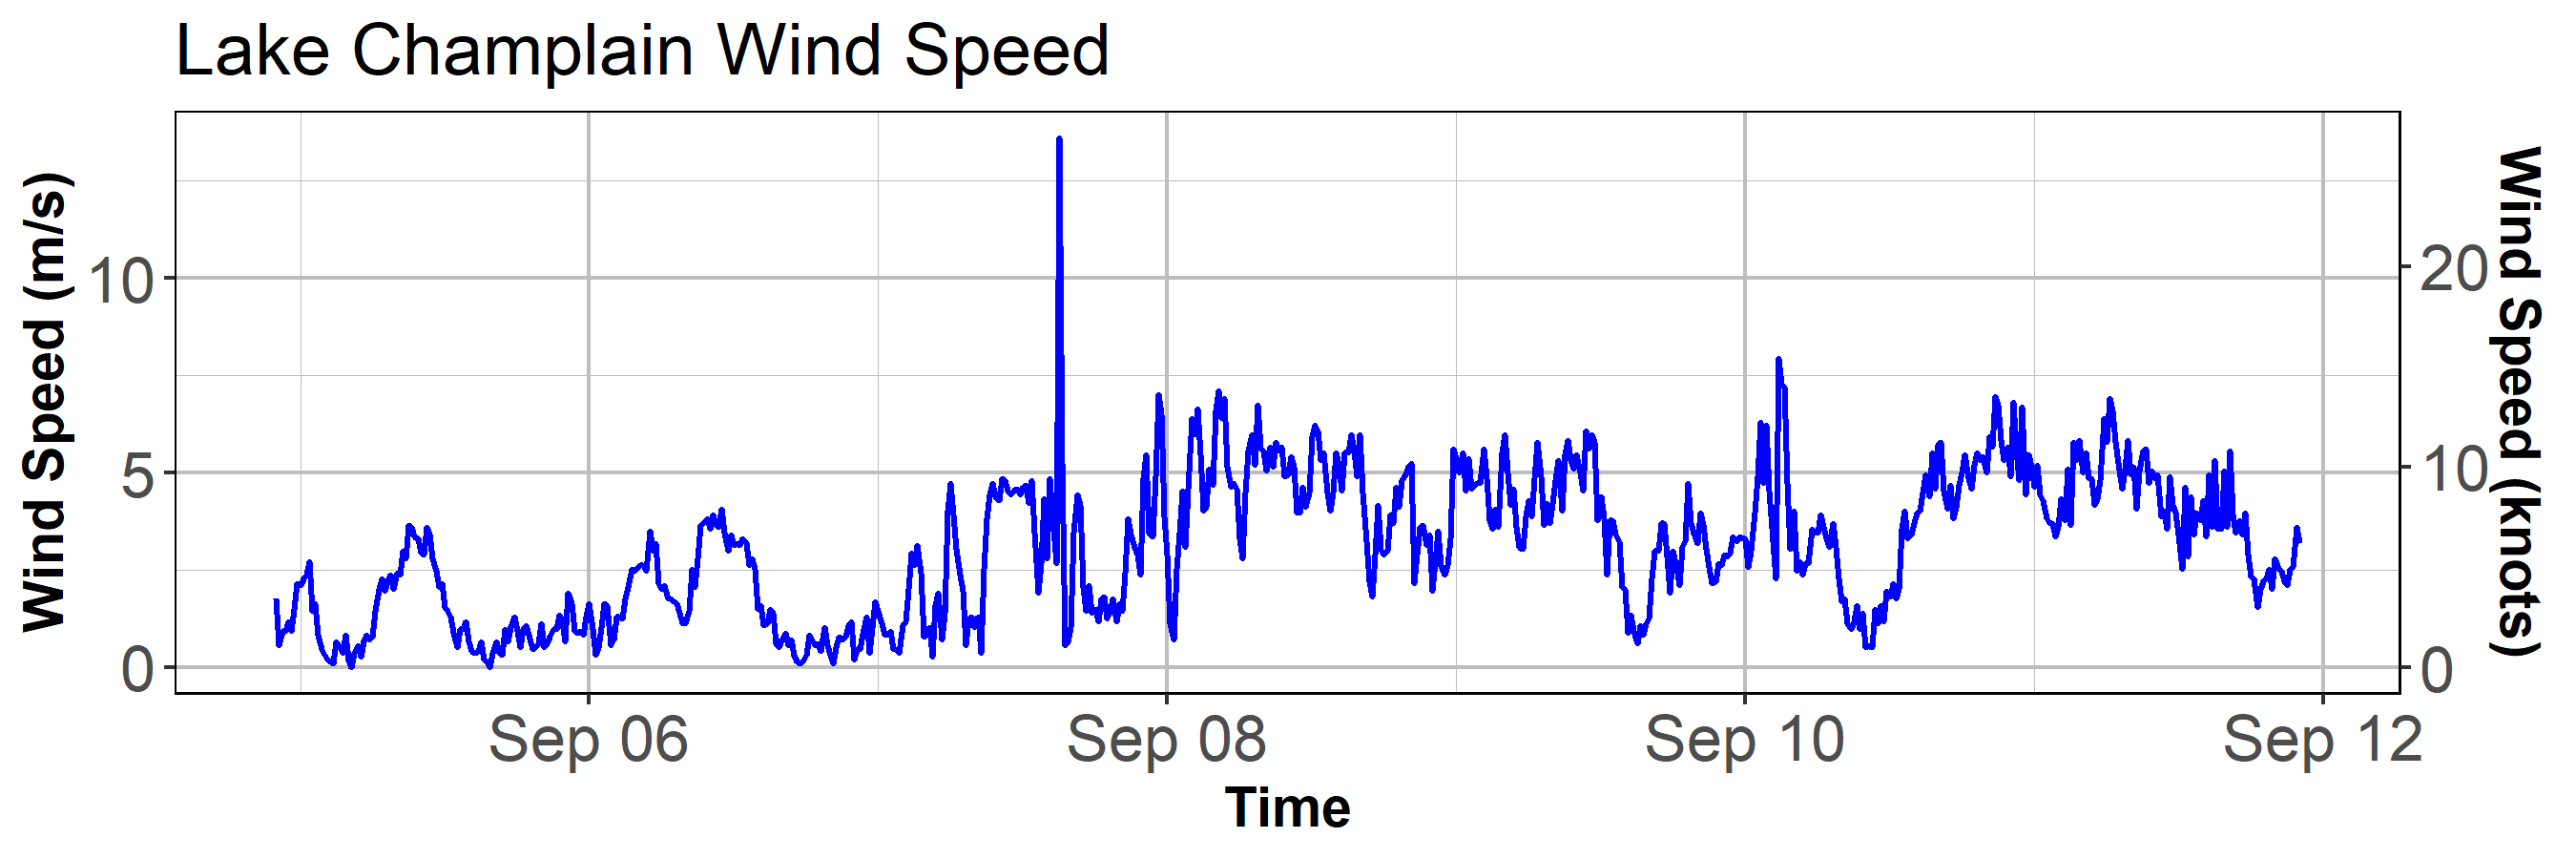 Lake Champlain Wind Speed
Wind Speed (m/s)
10
5
0
20
10
0
Wind Speed (knots)
Sep 06
Sep 08
Sep 10
Sep 12
Time